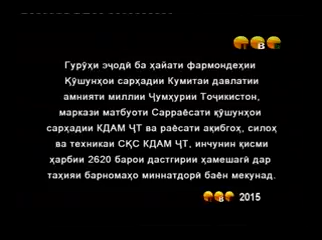 ТВС
Гурӯҳи эҷодӣ ба ҳайати фармондеҳии
Қӯшунҳои сарҳадии Кумитаи давлатии
амнияти миллии Ҷумҳурии Тоҷикистон,
маркази матбуоти Сарраёсати қӯшунҳои
сарҳадии КДАМ ҶТ ва раёсати ақибгоҳ, силоҳ
ва техникаи СҚС КДАМ ҶТ, инчунин қисми
ҳарбии 2620 барои дастгирии ҳамешагӣ дар
таҳияи барномаҳо миннатдорӣ баён мекунад.
ТВС 2015